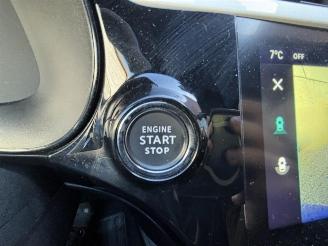 7°C OFF
ENGINE
START
STOP